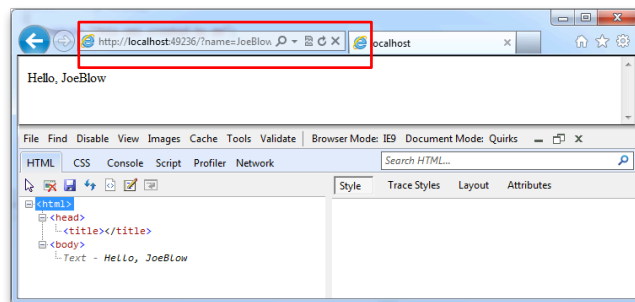 http://localhost:49236/?name=JoeBlow
ocalhost
Hello, JoeBlow
File Find Disable View Images Cache Tools Validate Browser Mode: IE9 Document Mode: Quirks
HTML CSS Console Script Profiler Network Search HTML...
Style Trace Styles Layout Attributes
<html>
<head>
<title></title>
<body>
Text - Hello, JoeBlow